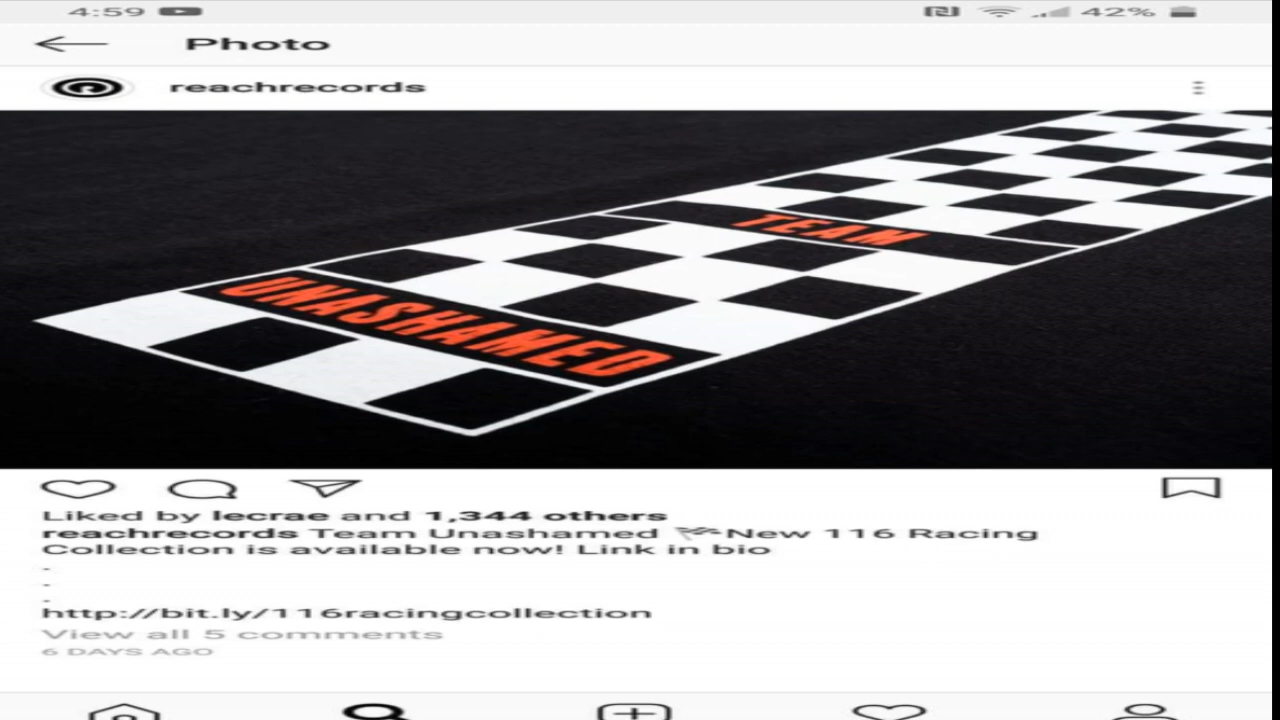 4:59
42%
Photo
reachrecords
TEAM
UNASHAMED
Liked by lecrae and 1,344 others
reachrecords Team Unashamed 🏁New 116 Racing
Collection is available now! Link in bio
.
.
.
http://bit.ly/116racingcollection
View all 5 comments
6 DAYS AGO